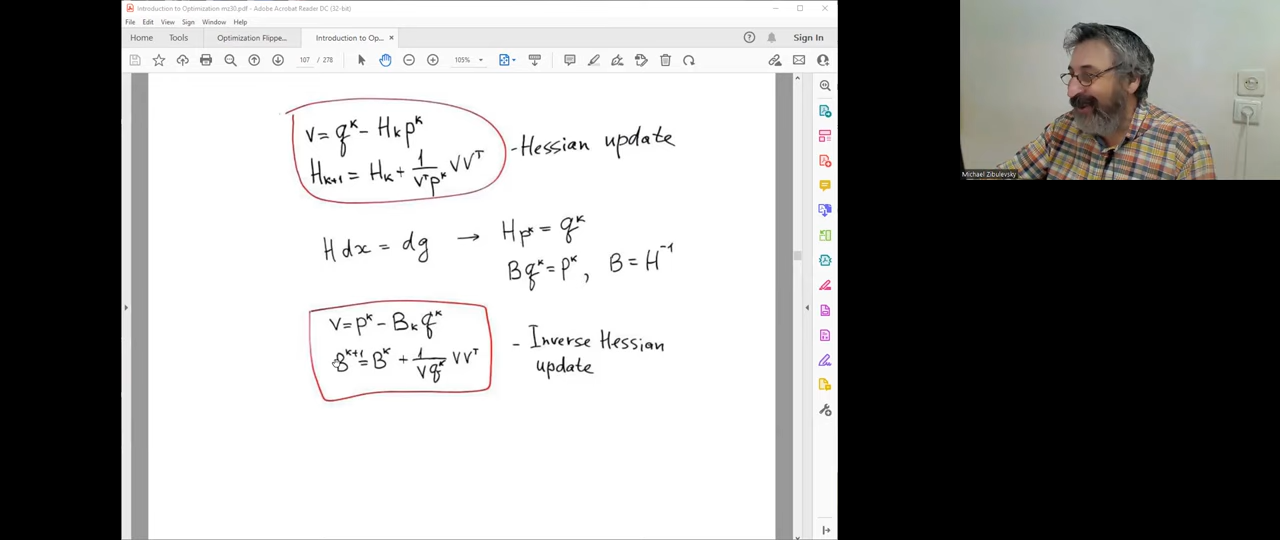 Introduction to Optimization mz30.pdf - Adobe Acrobat Reader DC (32-bit)
File Edit View Sign Window Help
Home Tools Optimization Flippe... Introduction to Op... × Sign In
107 / 278 105%
V = q^k - H_k p^k
H_{k+1} = H_k + 1/(V^T p^k) V V^T
- Hessian update
H dx = dg → H p^k = q^k
B q^k = p^k, B = H^{-1}
V = p^k - B_k q^k
B^{k+1} = B^k + 1/(V q^k) V V^T
- Inverse Hessian
update
Michael Zibulevsky